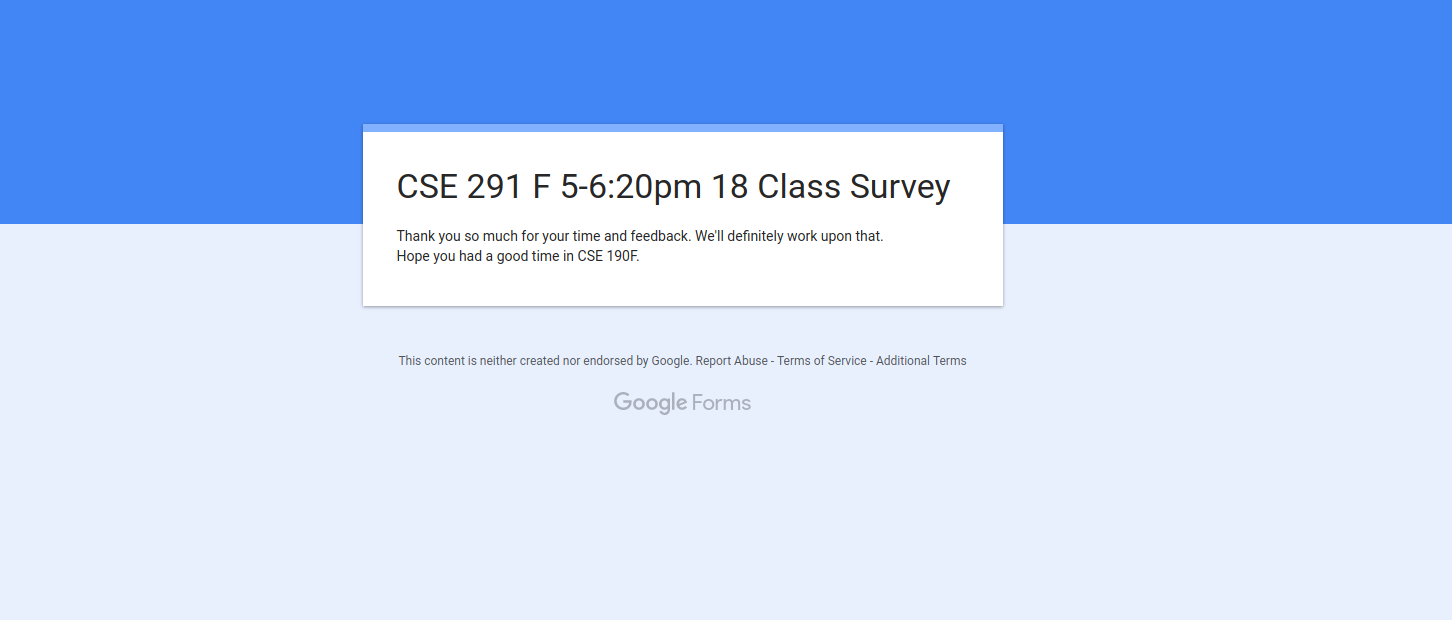 CSE 291 F 5-6:20pm 18 Class Survey
Thank you so much for your time and feedback. We'll definitely work upon that.
Hope you had a good time in CSE 190F.
This content is neither created nor endorsed by Google. Report Abuse - Terms of Service - Additional Terms
Google Forms